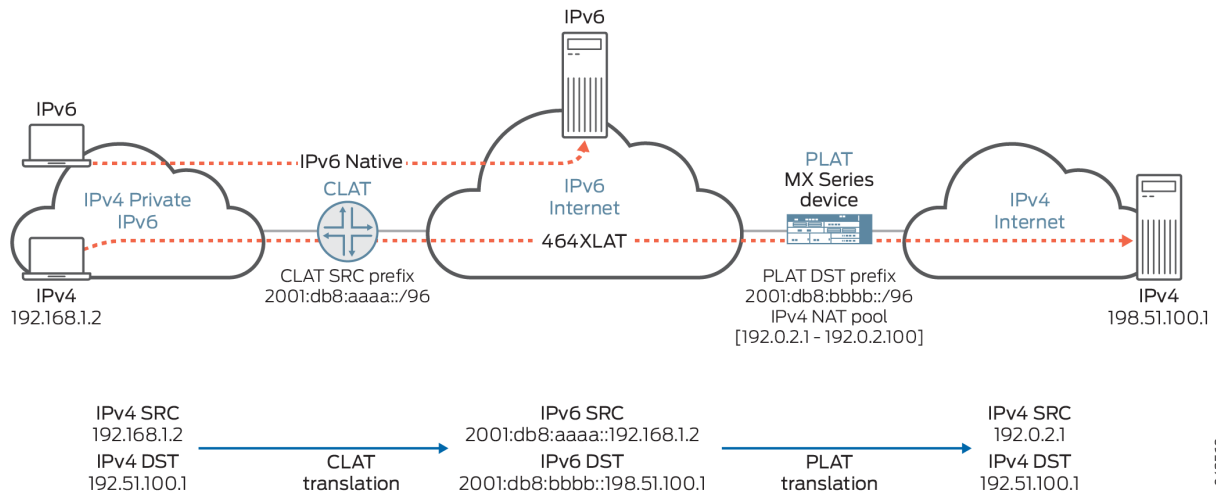 IPv6
IPv6
IPv6 Native
PLAT
MX Series
device
CLAT
IPv4 Private
IPv6
IPv6
Internet
IPv4
Internet
464XLAT
CLAT SRC prefix
2001:db8:aaaa::/96
PLAT DST prefix
2001:db8:bbbb::/96
IPv4 NAT pool
[192.0.2.1 - 192.0.2.100]
IPv4
192.168.1.2
IPv4
198.51.100.1
IPv4 SRC
192.168.1.2
IPv4 DST
192.51.100.1
CLAT
translation
IPv6 SRC
2001:db8:aaaa::192.168.1.2
IPv6 DST
2001:db8:bbbb::198.51.100.1
PLAT
translation
IPv4 SRC
192.0.2.1
IPv4 DST
192.51.100.1